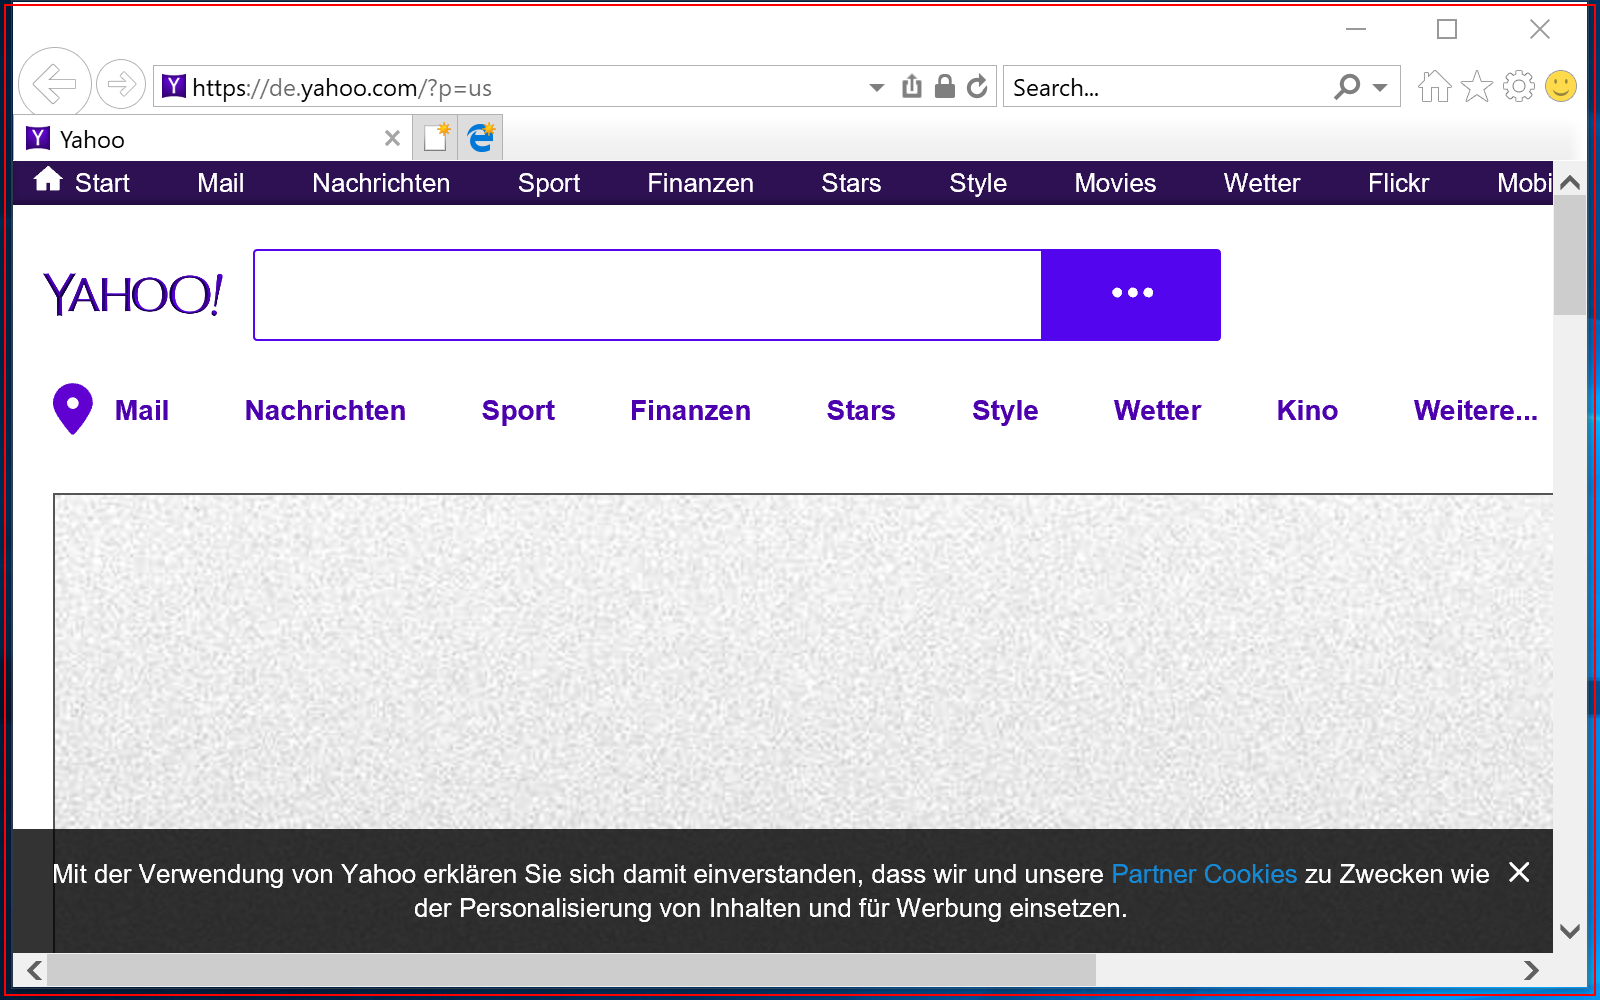 https://de.yahoo.com/?p=us
Search...
Yahoo
Start Mail Nachrichten Sport Finanzen Stars Style Movies Wetter Flickr Mobi
YAHOO!
Mail Nachrichten Sport Finanzen Stars Style Wetter Kino Weitere...
Mit der Verwendung von Yahoo erklären Sie sich damit einverstanden, dass wir und unsere Partner Cookies zu Zwecken wie
der Personalisierung von Inhalten und für Werbung einsetzen.